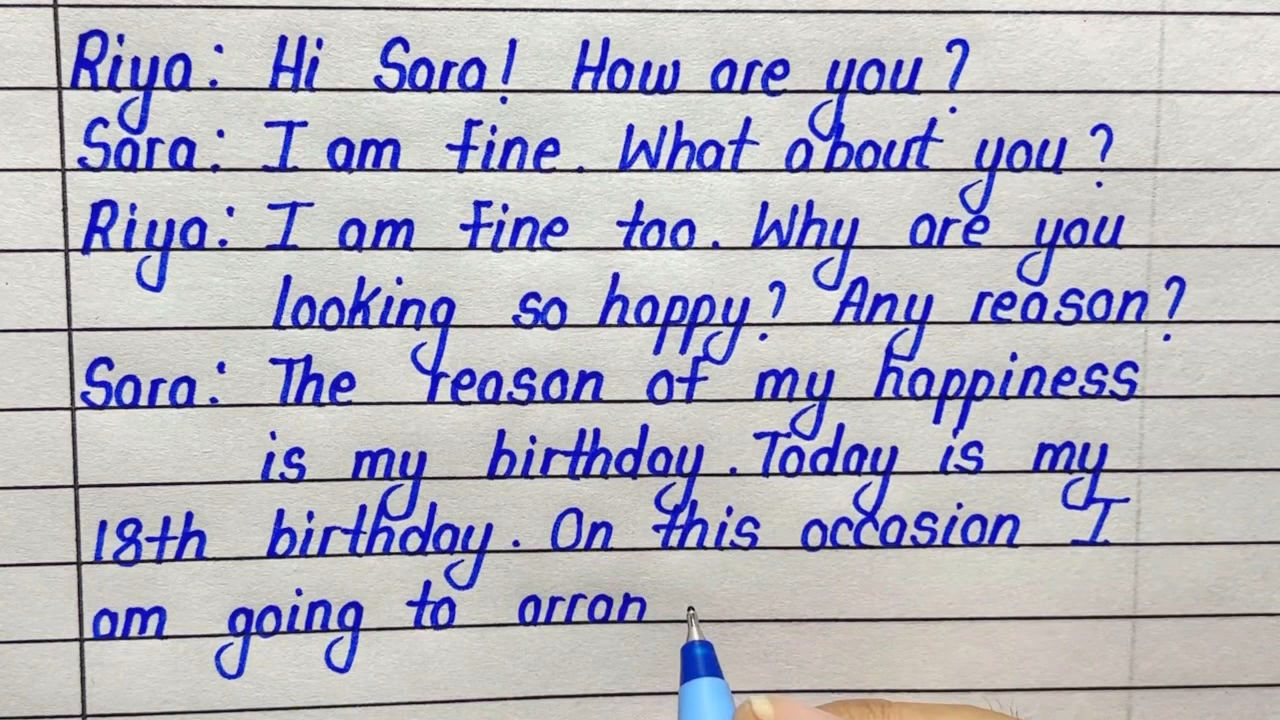 Riya: Hi Sara! How are you?
Sara: I am fine. What about you?
Riya: I am fine too. Why are you
looking so happy? Any reason?
Sara: The reason of my happiness
is my birthday. Today is my
18th birthday. On this occasion I
am going to arran